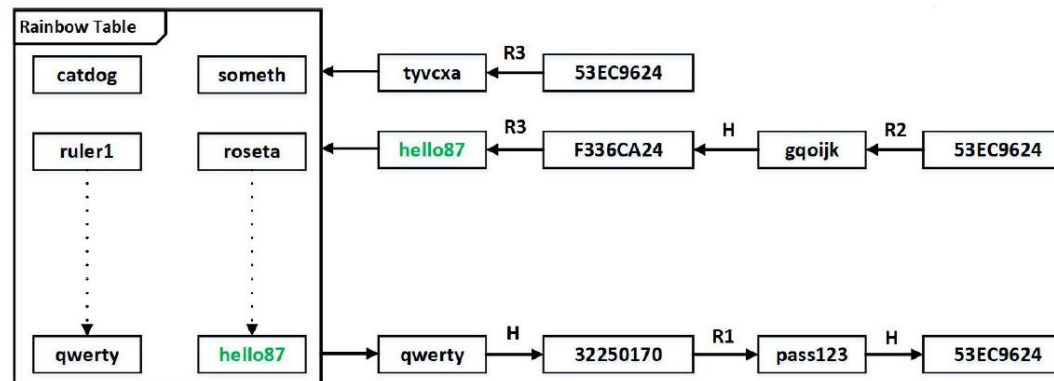 Rainbow Table
catdog someth tyvcxa R3 53EC9624
ruler1 roseta hello87 R3 F336CA24 H gqoijk R2 53EC9624
qwerty hello87 qwerty H 32250170 R1 pass123 H 53EC9624